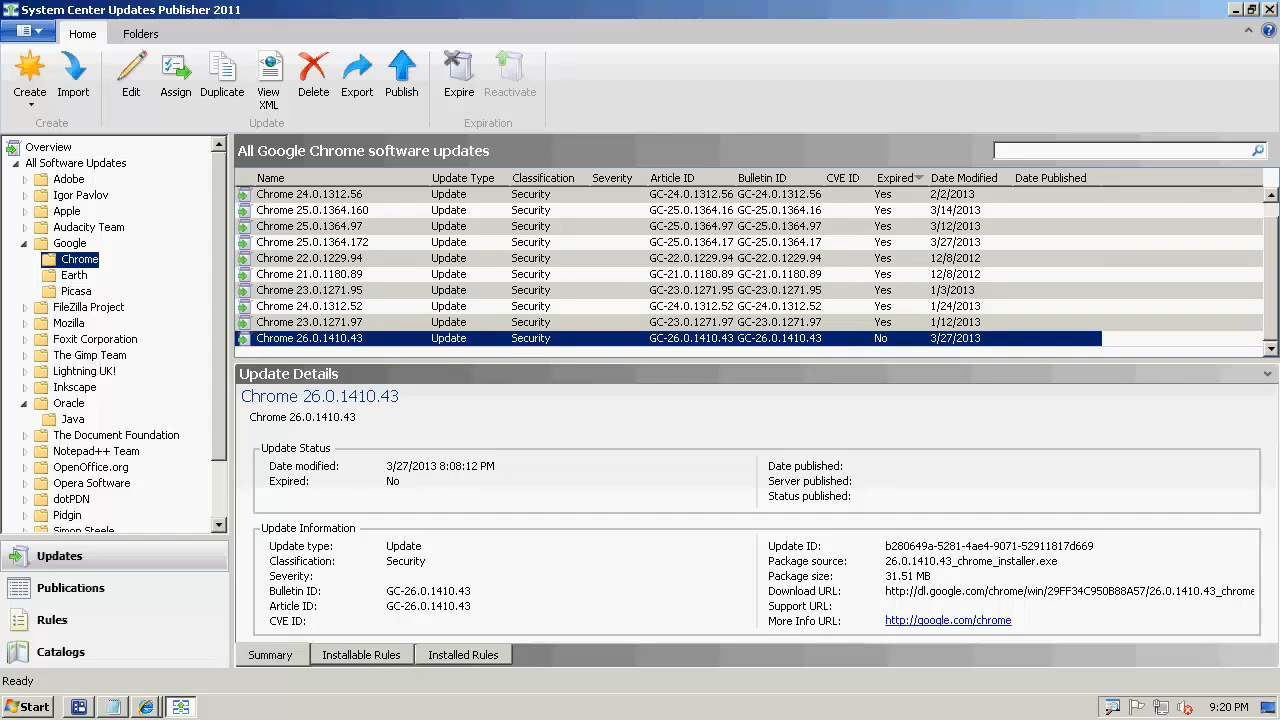 System Center Updates Publisher 2011
Home Folders
Create Import Edit Assign Duplicate View XML Delete Export Publish Expire Reactivate
Create Update Expiration
Overview
All Software Updates
Adobe
Igor Pavlov
Apple
Audacity Team
Google
Chrome
Earth
Picasa
FileZilla Project
Mozilla
Foxit Corporation
The Gimp Team
Lightning UK!
Inkscape
Oracle
Java
The Document Foundation
Notepad++ Team
OpenOffice.org
Opera Software
dotPDN
Pidgin
Simon Steele
Updates
Publications
Rules
Catalogs
All Google Chrome software updates
Name Update Type Classification Severity Article ID Bulletin ID CVE ID Expired Date Modified Date Published
Chrome 24.0.1312.56 Update Security GC-24.0.1312.56 GC-24.0.1312.56 Yes 2/2/2013
Chrome 25.0.1364.160 Update Security GC-25.0.1364.16 GC-25.0.1364.16 Yes 3/14/2013
Chrome 25.0.1364.97 Update Security GC-25.0.1364.97 GC-25.0.1364.97 Yes 3/12/2013
Chrome 25.0.1364.172 Update Security GC-25.0.1364.17 GC-25.0.1364.17 Yes 3/27/2013
Chrome 22.0.1229.94 Update Security GC-22.0.1229.94 GC-22.0.1229.94 Yes 12/8/2012
Chrome 21.0.1180.89 Update Security GC-21.0.1180.89 GC-21.0.1180.89 Yes 12/8/2012
Chrome 23.0.1271.95 Update Security GC-23.0.1271.95 GC-23.0.1271.95 Yes 1/3/2013
Chrome 24.0.1312.52 Update Security GC-24.0.1312.52 GC-24.0.1312.52 Yes 1/24/2013
Chrome 23.0.1271.97 Update Security GC-23.0.1271.97 GC-23.0.1271.97 Yes 1/12/2013
Chrome 26.0.1410.43 Update Security GC-26.0.1410.43 GC-26.0.1410.43 No 3/27/2013
Update Details
Chrome 26.0.1410.43
Chrome 26.0.1410.43
Update Status
Date modified: 3/27/2013 8:08:12 PM
Expired: No
Date published:
Server published:
Status published:
Update Information
Update type: Update
Classification: Security
Severity:
Bulletin ID: GC-26.0.1410.43
Article ID: GC-26.0.1410.43
CVE ID:
Update ID: b280649a-5281-4ae4-9071-52911817d669
Package source: 26.0.1410.43_chrome_installer.exe
Package size: 31.51 MB
Download URL: http://dl.google.com/chrome/win/29FF34C950B88A57/26.0.1410.43_chrome
Support URL:
More Info URL: http://google.com/chrome
Summary Installable Rules Installed Rules
Ready
Start 9:20 PM